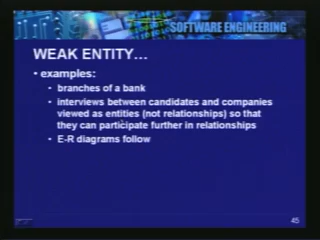 SOFTWARE ENGINEERING
WEAK ENTITY...
• examples:
• branches of a bank
• interviews between candidates and companies
viewed as entities (not relationships) so that
they can participate further in relationships
• E-R diagrams follow
45